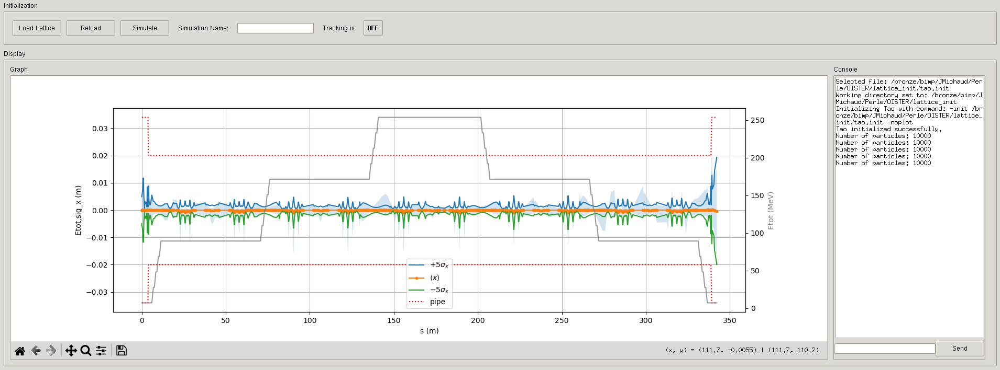 Initialization
Load Lattice Reload Simulate Simulation Name: Tracking is OFF
Display
Graph
Console
Selected file: /bronze/bimp/JMichaud/Per
le/OISTER/lattice_init/tao.init
Working directory set to: /bronze/bimp/J
Michaud/Perle/OISTER/lattice_init
Initializing Tao with command: -init /br
onze/bimp/JMichaud/Perle/OISTER/lattice_
init/tao.init -noplot
Tao initialized successfully.
Number of particles: 10000
Number of particles: 10000
Number of particles: 10000
Number of particles: 10000
Number of particles: 10000
Send
Etot,sig_x (m)
0.03
0.02
0.01
0.00
−0.01
−0.02
−0.03
250
200
150
100
50
0
Etot (MeV)
+5σx
⟨x⟩
−5σx
pipe
0 50 100 150 200 250 300 350
s (m)
(x, y) = (111.7, -0.0055) | (111.7, 110.2)